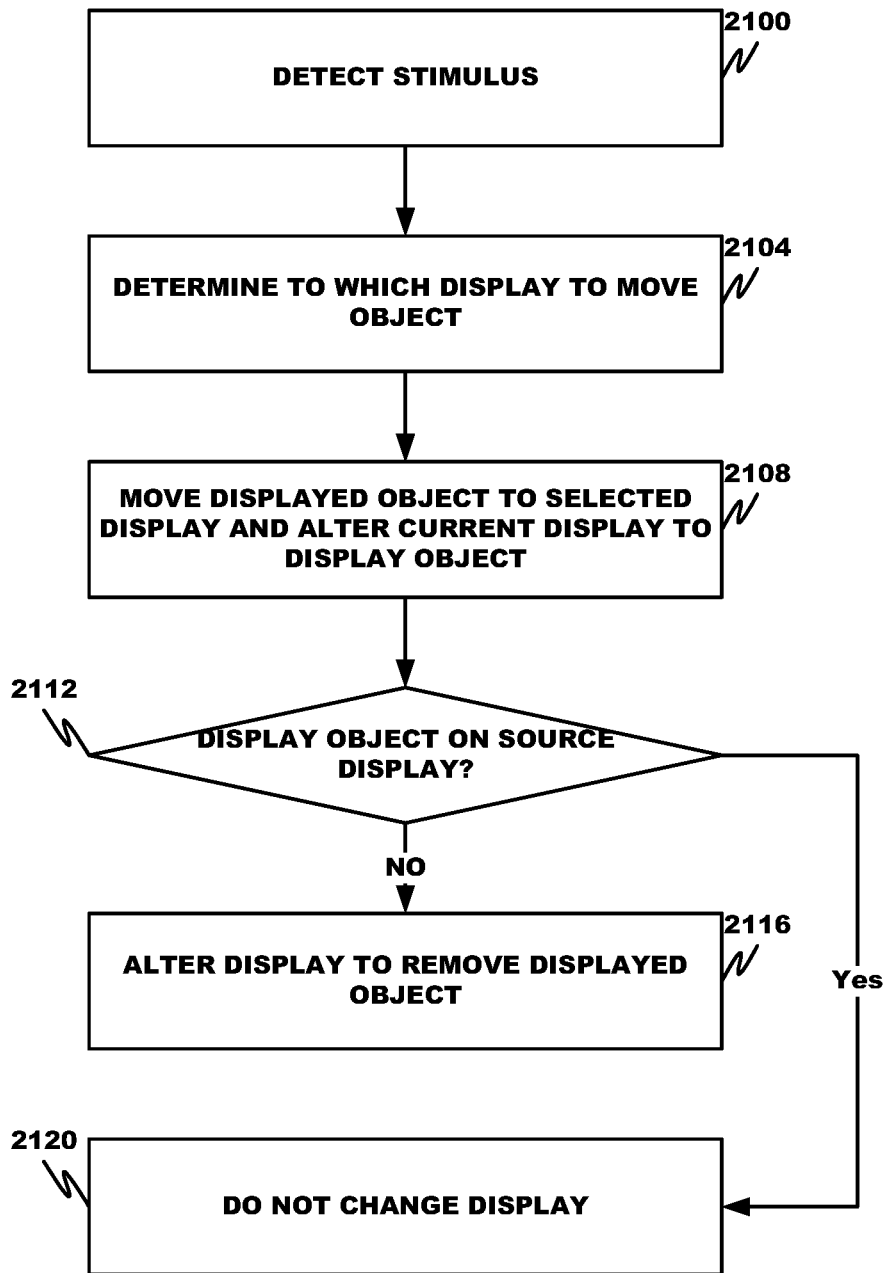 2100
DETECT STIMULUS
2104
DETERMINE TO WHICH DISPLAY TO MOVE
OBJECT
2108
MOVE DISPLAYED OBJECT TO SELECTED
DISPLAY AND ALTER CURRENT DISPLAY TO
DISPLAY OBJECT
2112
DISPLAY OBJECT ON SOURCE
DISPLAY?
NO
2116
ALTER DISPLAY TO REMOVE DISPLAYED
OBJECT
Yes
2120
DO NOT CHANGE DISPLAY